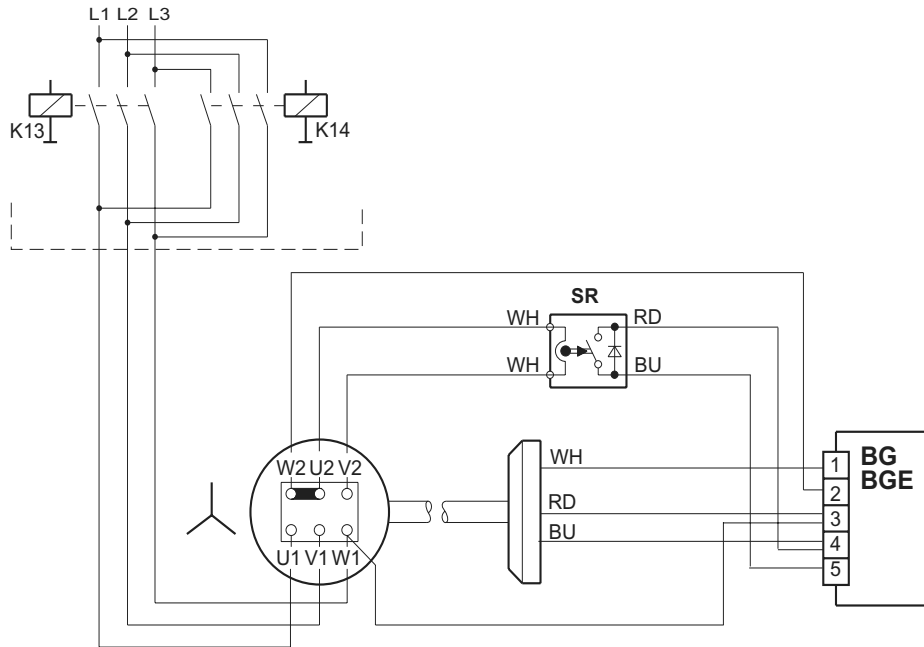 L1 L2 L3
K13 K14
SR
WH RD
WH BU
W2 U2 V2
U1 V1 W1
WH
RD
BU
1
2
3
4
5
BG
BGE